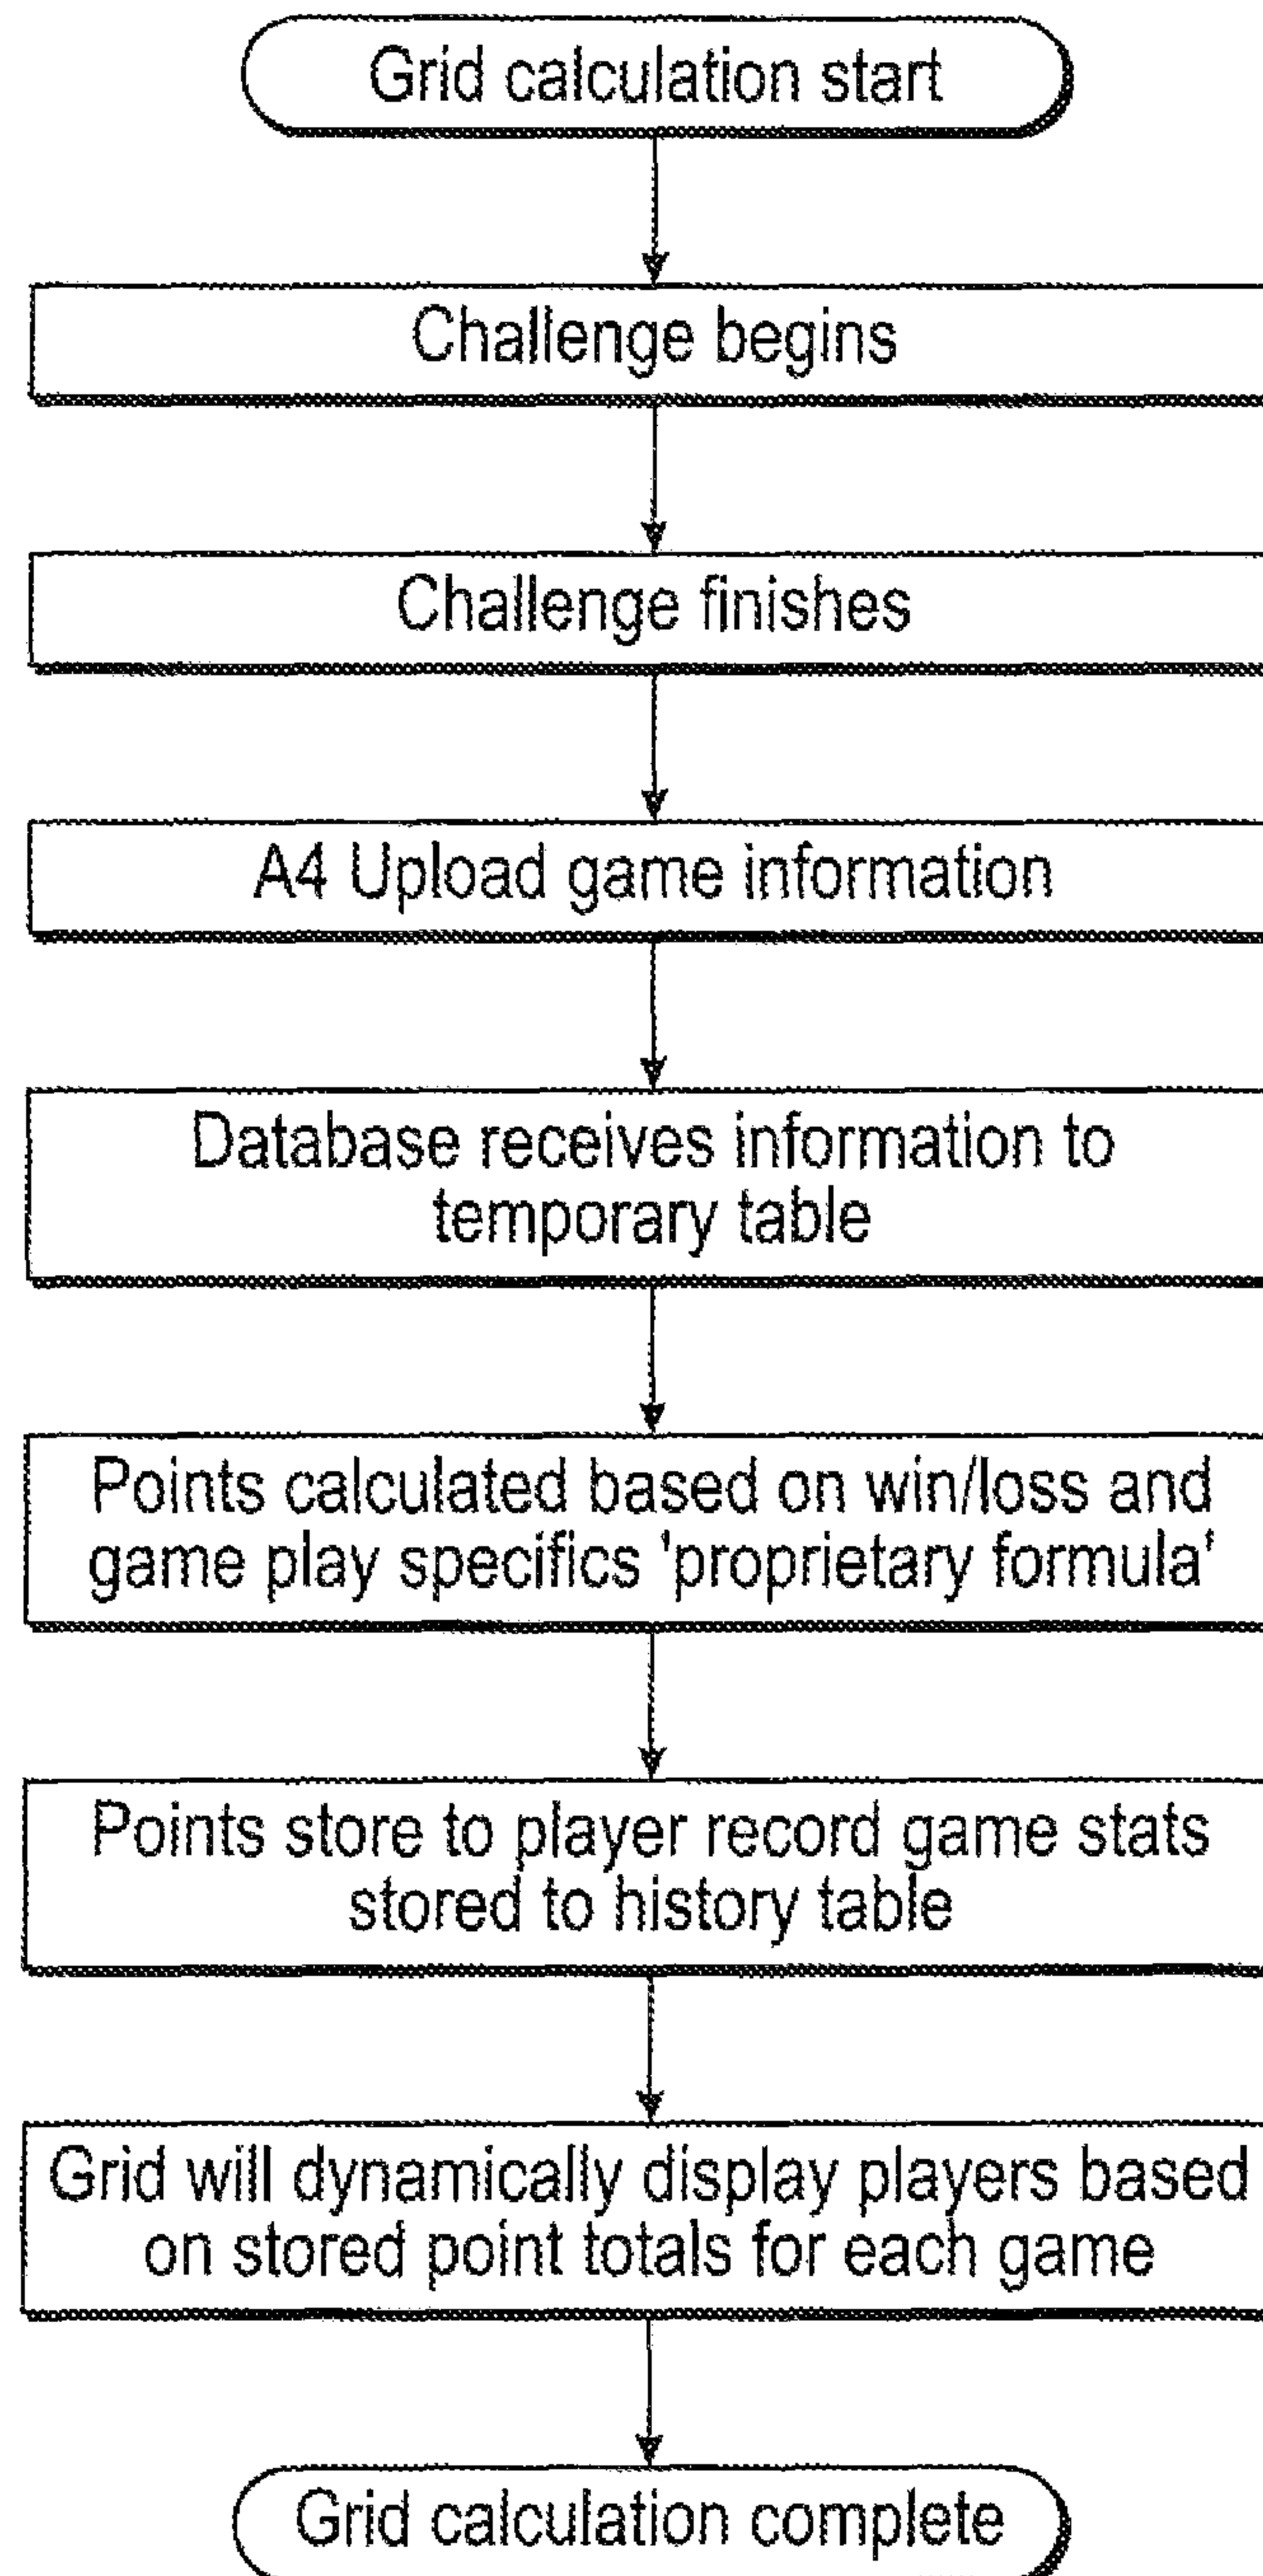 Grid calculation start
Challenge begins
Challenge finishes
A4 Upload game information
Database receives information to
temporary table
Points calculated based on win/loss and
game play specifics 'proprietary formula'
Points store to player record game stats
stored to history table
Grid will dynamically display players based
on stored point totals for each game
Grid calculation complete